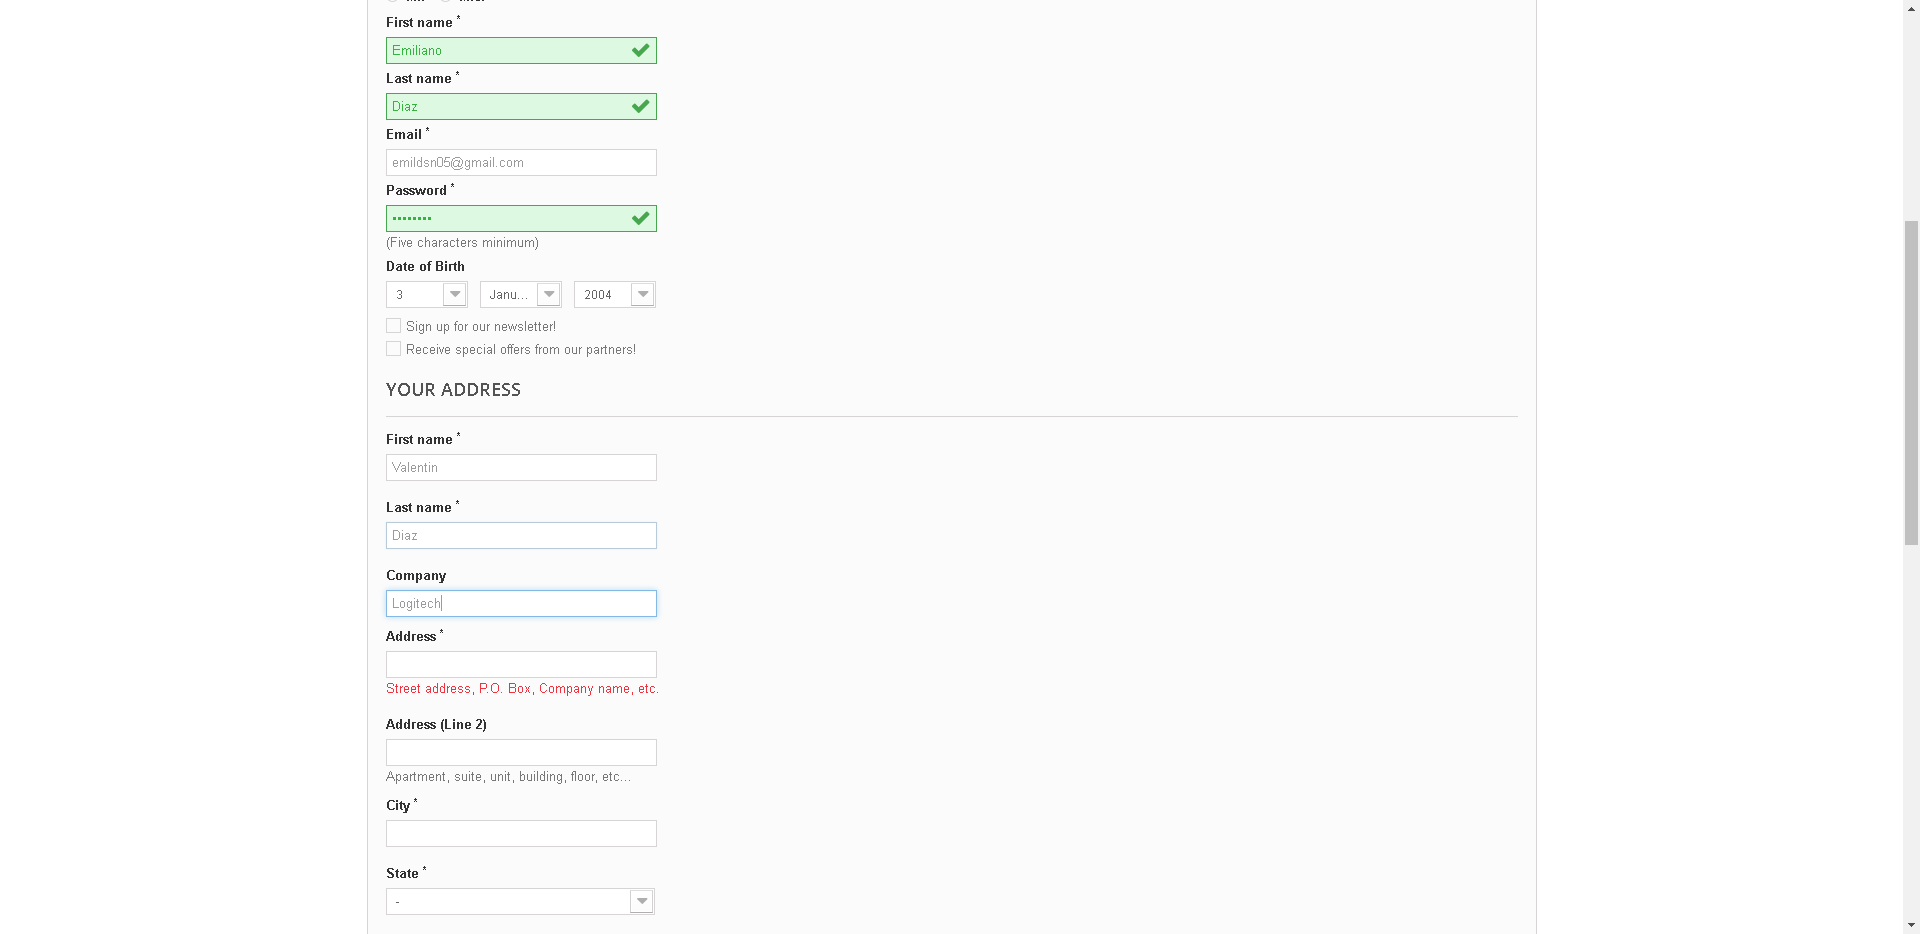 First name *
Emiliano
Last name *
Diaz
Email *
emildsn05@gmail.com
Password *
••••••••
(Five characters minimum)
Date of Birth
3 Janu... 2004
Sign up for our newsletter!
Receive special offers from our partners!
YOUR ADDRESS
First name *
Valentin
Last name *
Diaz
Company
Logitech
Address *
Street address, P.O. Box, Company name, etc.
Address (Line 2)
Apartment, suite, unit, building, floor, etc...
City *
State *
-